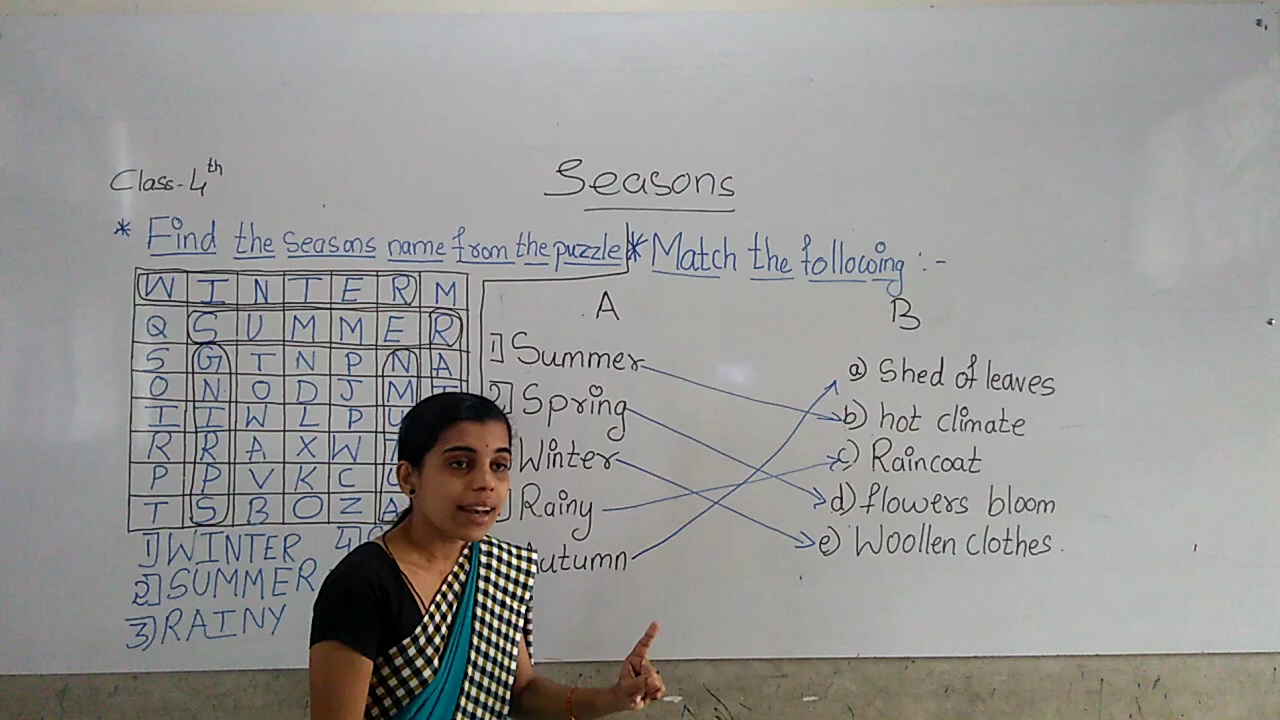 Class-4th
Seasons
* Find the Seasons name from the puzzle
W I N T E R M
Q S U M M E R
S G T N P N A
O N O D J M I
I I W L P U
R R A X W
P P V K C
T S B O Z A
1) WINTER
2] SUMMER
3) RAINY
4]
* Match the following :-
A
B
1] Summer
2] Spring
Winter
Rainy
Autumn
a) Shed of leaves
b) hot climate
c) Raincoat
d) flowers bloom
e) Woollen clothes.